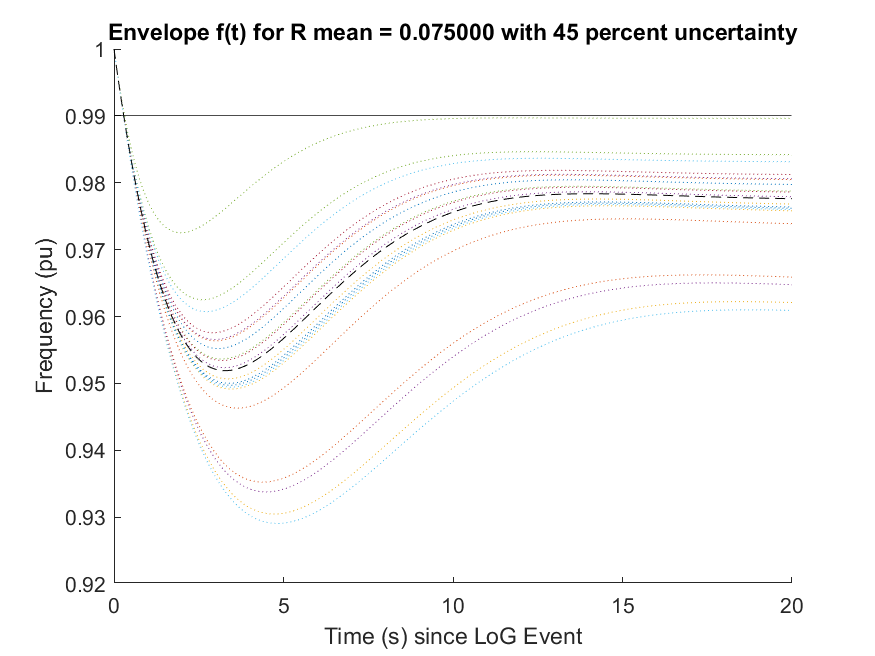 Envelope f(t) for R mean = 0.075000 with 45 percent uncertainty
1
0.99
0.98
0.97
0.96
0.95
0.94
0.93
0.92
Frequency (pu)
0 5 10 15 20
Time (s) since LoG Event